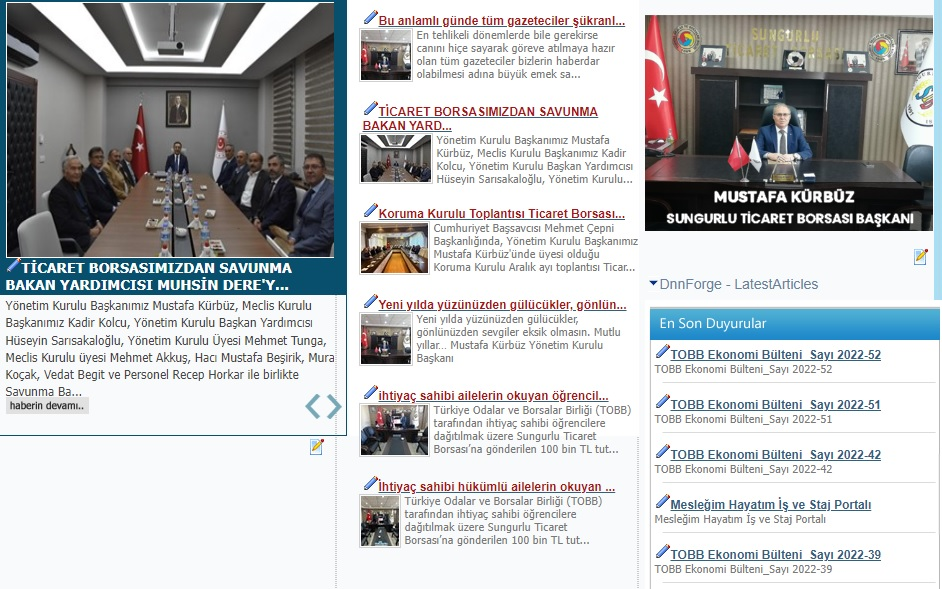 TİCARET BORSASIMIZDAN SAVUNMA
BAKAN YARDIMCISI MUHSİN DERE'Y...
Yönetim Kurulu Başkanımız Mustafa Kürbüz, Meclis Kurulu
Başkanımız Kadir Kolcu, Yönetim Kurulu Başkan Yardımcısı
Hüseyin Sarısakaloğlu, Yönetim Kurulu Üyesi Mehmet Tunga,
Meclis Kurulu üyesi Mehmet Akkuş, Hacı Mustafa Beşirik, Mura
Koçak, Vedat Begit ve Personel Recep Horkar ile birlikte
Savunma Ba...
haberin devamı..
Bu anlamlı günde tüm gazeteciler şükranl...
En tehlikeli dönemlerde bile gerekirse
canını hiçe sayarak göreve atılmaya hazır
olan tüm gazeteciler bizlerin haberdar
olabilmesi adına büyük emek sa...
TİCARET BORSASIMIZDAN SAVUNMA
BAKAN YARD...
Yönetim Kurulu Başkanımız Mustafa
Kürbüz, Meclis Kurulu Başkanımız Kadir
Kolcu, Yönetim Kurulu Başkan Yardımcısı
Hüseyin Sarısakaloğlu, Yönetim Kurulu...
Koruma Kurulu Toplantısı Ticaret Borsası...
Cumhuriyet Başsavcısı Mehmet Çepni
Başkanlığında, Yönetim Kurulu Başkanımız
Mustafa Kürbüz'ünde üyesi olduğu
Koruma Kurulu Aralık ayı toplantısı Ticar...
Yeni yılda yüzünüzden gülücükler, gönlün...
Yeni yılda yüzünüzden gülücükler,
gönlünüzden sevgiler eksik olmasın. Mutlu
yıllar... Mustafa Kürbüz Yönetim Kurulu
Başkanı
ihtiyaç sahibi ailelerin okuyan öğrencil...
Türkiye Odalar ve Borsalar Birliği (TOBB)
tarafından ihtiyaç sahibi öğrencilere
dağıtılmak üzere Sungurlu Ticaret
Borsası'na gönderilen 100 bin TL tut...
İhtiyaç sahibi hükümlü ailelerin okuyan ...
Türkiye Odalar ve Borsalar Birliği (TOBB)
tarafından ihtiyaç sahibi öğrencilere
dağıtılmak üzere Sungurlu Ticaret
Borsası'na gönderilen 100 bin TL tut...
SUNGURLU
TİCARET BORSASI
MUSTAFA KÜRBÜZ
SUNGURLU TİCARET BORSASI BAŞKANI
DnnForge - LatestArticles
En Son Duyurular
TOBB Ekonomi Bülteni_Sayı 2022-52
TOBB Ekonomi Bülteni_Sayı 2022-52
TOBB Ekonomi Bülteni_Sayı 2022-51
TOBB Ekonomi Bülteni_Sayı 2022-51
TOBB Ekonomi Bülteni_Sayı 2022-42
TOBB Ekonomi Bülteni_Sayı 2022-42
Mesleğim Hayatım İş ve Staj Portalı
Mesleğim Hayatım İş ve Staj Portalı
TOBB Ekonomi Bülteni_Sayı 2022-39
TOBB Ekonomi Bülteni_Sayı 2022-39